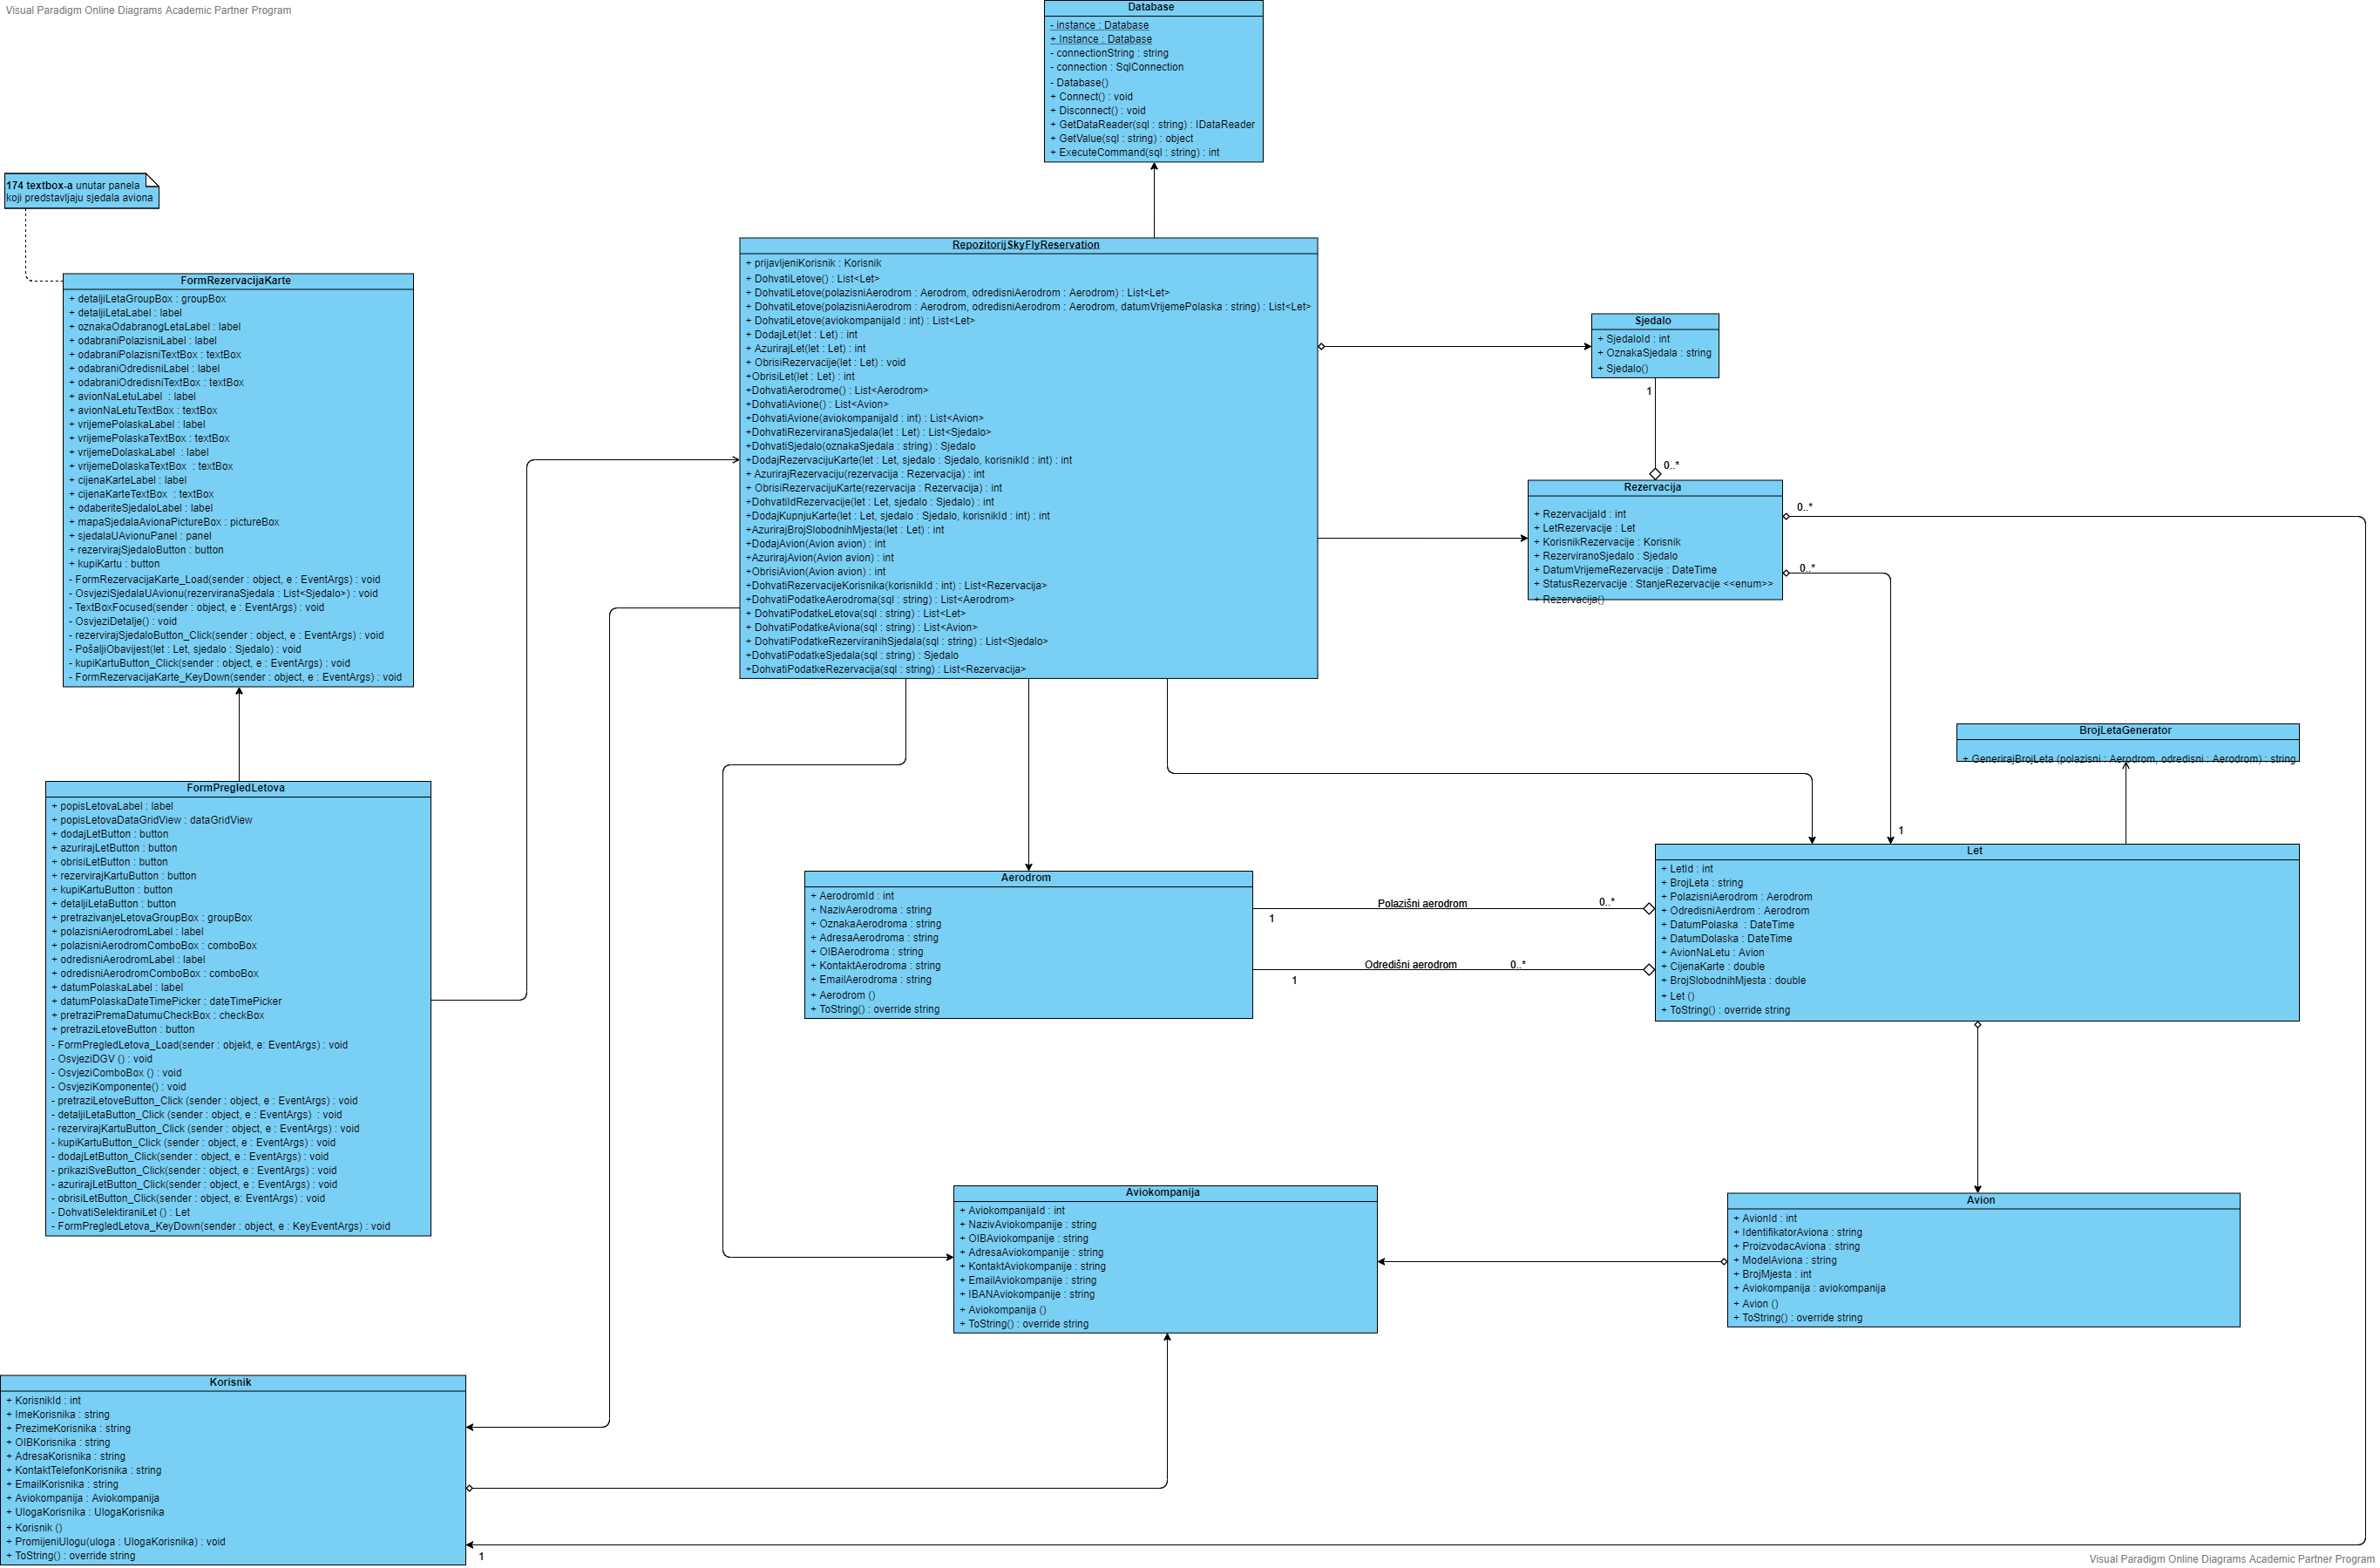 Visual Paradigm Online Diagrams Academic Partner Program
Database
- instance : Database
+ Instance : Database
- connectionString : string
- connection : SqlConnection
- Database()
+ Connect() : void
+ Disconnect() : void
+ GetDataReader(sql : string) : IDataReader
+ GetValue(sql : string) : object
+ ExecuteCommand(sql : string) : int
174 textbox-a unutar panela
koji predstavljaju sjedala aviona
FormRezervacijaKarte
+ detaljiLetaGroupBox : groupBox
+ detaljiLetaLabel : label
+ oznakaOdabranogLetaLabel : label
+ odabraniPolazisniLabel : label
+ odabraniPolazisniTextBox : textBox
+ odabraniOdredisniLabel : label
+ odabraniOdredisniTextBox : textBox
+ avionNaLetuLabel  : label
+ avionNaLetuTextBox : textBox
+ vrijemePolaskaLabel : label
+ vrijemePolaskaTextBox : textBox
+ vrijemeDolaskaLabel  : label
+ vrijemeDolaskaTextBox  : textBox
+ cijenaKarteLabel : label
+ cijenaKarteTextBox  : textBox
+ odaberiteSjedaloLabel : label
+ mapaSjedalaAvionaPictureBox : pictureBox
+ sjedalaUAvionuPanel : panel
+ rezervirajSjedaloButton : button
+ kupiKartu : button
- FormRezervacijaKarte_Load(sender : object, e : EventArgs) : void
- OsvjeziSjedalaUAvionu(rezerviranaSjedala : List<Sjedalo>) : void
- TextBoxFocused(sender : object, e : EventArgs) : void
- OsvjeziDetalje() : void
- rezervirajSjedaloButton_Click(sender : object, e : EventArgs) : void
- PošaljiObavijest(let : Let, sjedalo : Sjedalo) : void
- kupiKartuButton_Click(sender : object, e : EventArgs) : void
- FormRezervacijaKarte_KeyDown(sender : object, e : EventArgs) : void
RepozitorijSkyFlyReservation
+ prijavljeniKorisnik : Korisnik
+ DohvatiLetove() : List<Let>
+ DohvatiLetove(polazisniAerodrom : Aerodrom, odredisniAerodrom : Aerodrom) : List<Let>
+ DohvatiLetove(polazisniAerodrom : Aerodrom, odredisniAerodrom : Aerodrom, datumVrijemePolaska : string) : List<Let>
+ DohvatiLetove(aviokompanijaId : int) : List<Let>
+ DodajLet(let : Let) : int
+ AzurirajLet(let : Let) : int
+ ObrisiRezervacije(let : Let) : void
+ObrisiLet(let : Let) : int
+DohvatiAerodrome() : List<Aerodrom>
+DohvatiAvione() : List<Avion>
+DohvatiAvione(aviokompanijaId : int) : List<Avion>
+DohvatiRezerviranaSjedala(let : Let) : List<Sjedalo>
+DohvatiSjedalo(oznakaSjedala : string) : Sjedalo
+DodajRezervacijuKarte(let : Let, sjedalo : Sjedalo, korisnikId : int) : int
+ AzurirajRezervaciju(rezervacija : Rezervacija) : int
+ ObrisiRezervacijuKarte(rezervacija : Rezervacija) : int
+DohvatiIdRezervacije(let : Let, sjedalo : Sjedalo) : int
+DodajKupnjuKarte(let : Let, sjedalo : Sjedalo, korisnikId : int) : int
+AzurirajBrojSlobodnihMjesta(let : Let) : int
+DodajAvion(Avion avion) : int
+AzurirajAvion(Avion avion) : int
+ObrisiAvion(Avion avion) : int
+DohvatiRezervacijeKorisnika(korisnikId : int) : List<Rezervacija>
+DohvatiPodatkeAerodroma(sql : string) : List<Aerodrom>
+ DohvatiPodatkeLetova(sql : string) : List<Let>
+ DohvatiPodatkeAviona(sql : string) : List<Avion>
+ DohvatiPodatkeRezerviranihSjedala(sql : string) : List<Sjedalo>
+DohvatiPodatkeSjedala(sql : string) : Sjedalo
+DohvatiPodatkeRezervacija(sql : string) : List<Rezervacija>
Sjedalo
+ SjedaloId : int
+ OznakaSjedala : string
+ Sjedalo()
1
0..*
Rezervacija
+ RezervacijaId : int
+ LetRezervacije : Let
+ KorisnikRezervacije : Korisnik
+ RezerviranoSjedalo : Sjedalo
+ DatumVrijemeRezervacije : DateTime
+ StatusRezervacije : StanjeRezervacije <<enum>>
+ Rezervacija()
0..*
0..*
BrojLetaGenerator
+ GenerirajBrojLeta (polazisni : Aerodrom, odredisni : Aerodrom) : string
FormPregledLetova
+ popisLetovaLabel : label
+ popisLetovaDataGridView : dataGridView
+ dodajLetButton : button
+ azurirajLetButton : button
+ obrisiLetButton : button
+ rezervirajKartuButton : button
+ kupiKartuButton : button
+ detaljiLetaButton : button
+ pretrazivanjeLetovaGroupBox : groupBox
+ polazisniAerodromLabel : label
+ polazisniAerodromComboBox : comboBox
+ odredisniAerodromLabel : label
+ odredisniAerodromComboBox : comboBox
+ datumPolaskaLabel : label
+ datumPolaskaDateTimePicker : dateTimePicker
+ pretraziPremaDatumuCheckBox : checkBox
+ pretraziLetoveButton : button
- FormPregledLetova_Load(sender : objekt, e: EventArgs) : void
- OsvjeziDGV () : void
- OsvjeziComboBox () : void
- OsvjeziKomponente() : void
- pretraziLetoveButton_Click (sender : object, e : EventArgs) : void
- detaljiLetaButton_Click (sender : object, e : EventArgs)  : void
- rezervirajKartuButton_Click (sender : object, e : EventArgs) : void
- kupiKartuButton_Click (sender : object, e : EventArgs) : void
- dodajLetButton_Click(sender : object, e : EventArgs) : void
- prikaziSveButton_Click(sender : object, e : EventArgs) : void
- azurirajLetButton_Click(sender : object, e : EventArgs) : void
- obrisiLetButton_Click(sender : object, e: EventArgs) : void
- DohvatiSelektiraniLet () : Let
- FormPregledLetova_KeyDown(sender : object, e : KeyEventArgs) : void
Aerodrom
+ AerodromId : int
+ NazivAerodroma : string
+ OznakaAerodroma : string
+ AdresaAerodroma : string
+ OIBAerodroma : string
+ KontaktAerodroma : string
+ EmailAerodroma : string
+ Aerodrom ()
+ ToString() : override string
Polazišni aerodrom
0..*
1
Odredišni aerodrom
0..*
1
1
Let
+ LetId : int
+ BrojLeta : string
+ PolazisniAerodrom : Aerodrom
+ OdredisniAerdrom : Aerodrom
+ DatumPolaska  : DateTime
+ DatumDolaska : DateTime
+ AvionNaLetu : Avion
+ CijenaKarte : double
+ BrojSlobodnihMjesta : double
+ Let ()
+ ToString() : override string
Aviokompanija
+ AviokompanijaId : int
+ NazivAviokompanije : string
+ OIBAviokompanije : string
+ AdresaAviokompanije : string
+ KontaktAviokompanije : string
+ EmailAviokompanije : string
+ IBANAviokompanije : string
+ Aviokompanija ()
+ ToString() : override string
Avion
+ AvionId : int
+ IdentifikatorAviona : string
+ ProizvodacAviona : string
+ ModelAviona : string
+ BrojMjesta : int
+ Aviokompanija : aviokompanija
+ Avion ()
+ ToString() : override string
Korisnik
+ KorisnikId : int
+ ImeKorisnika : string
+ PrezimeKorisnika : string
+ OIBKorisnika : string
+ AdresaKorisnika : string
+ KontaktTelefonKorisnika : string
+ EmailKorisnika : string
+ Aviokompanija : Aviokompanija
+ UlogaKorisnika : UlogaKorisnika
+ Korisnik ()
+ PromijeniUlogu(uloga : UlogaKorisnika) : void
+ ToString() : override string
1
Visual Paradigm Online Diagrams Academic Partner Program